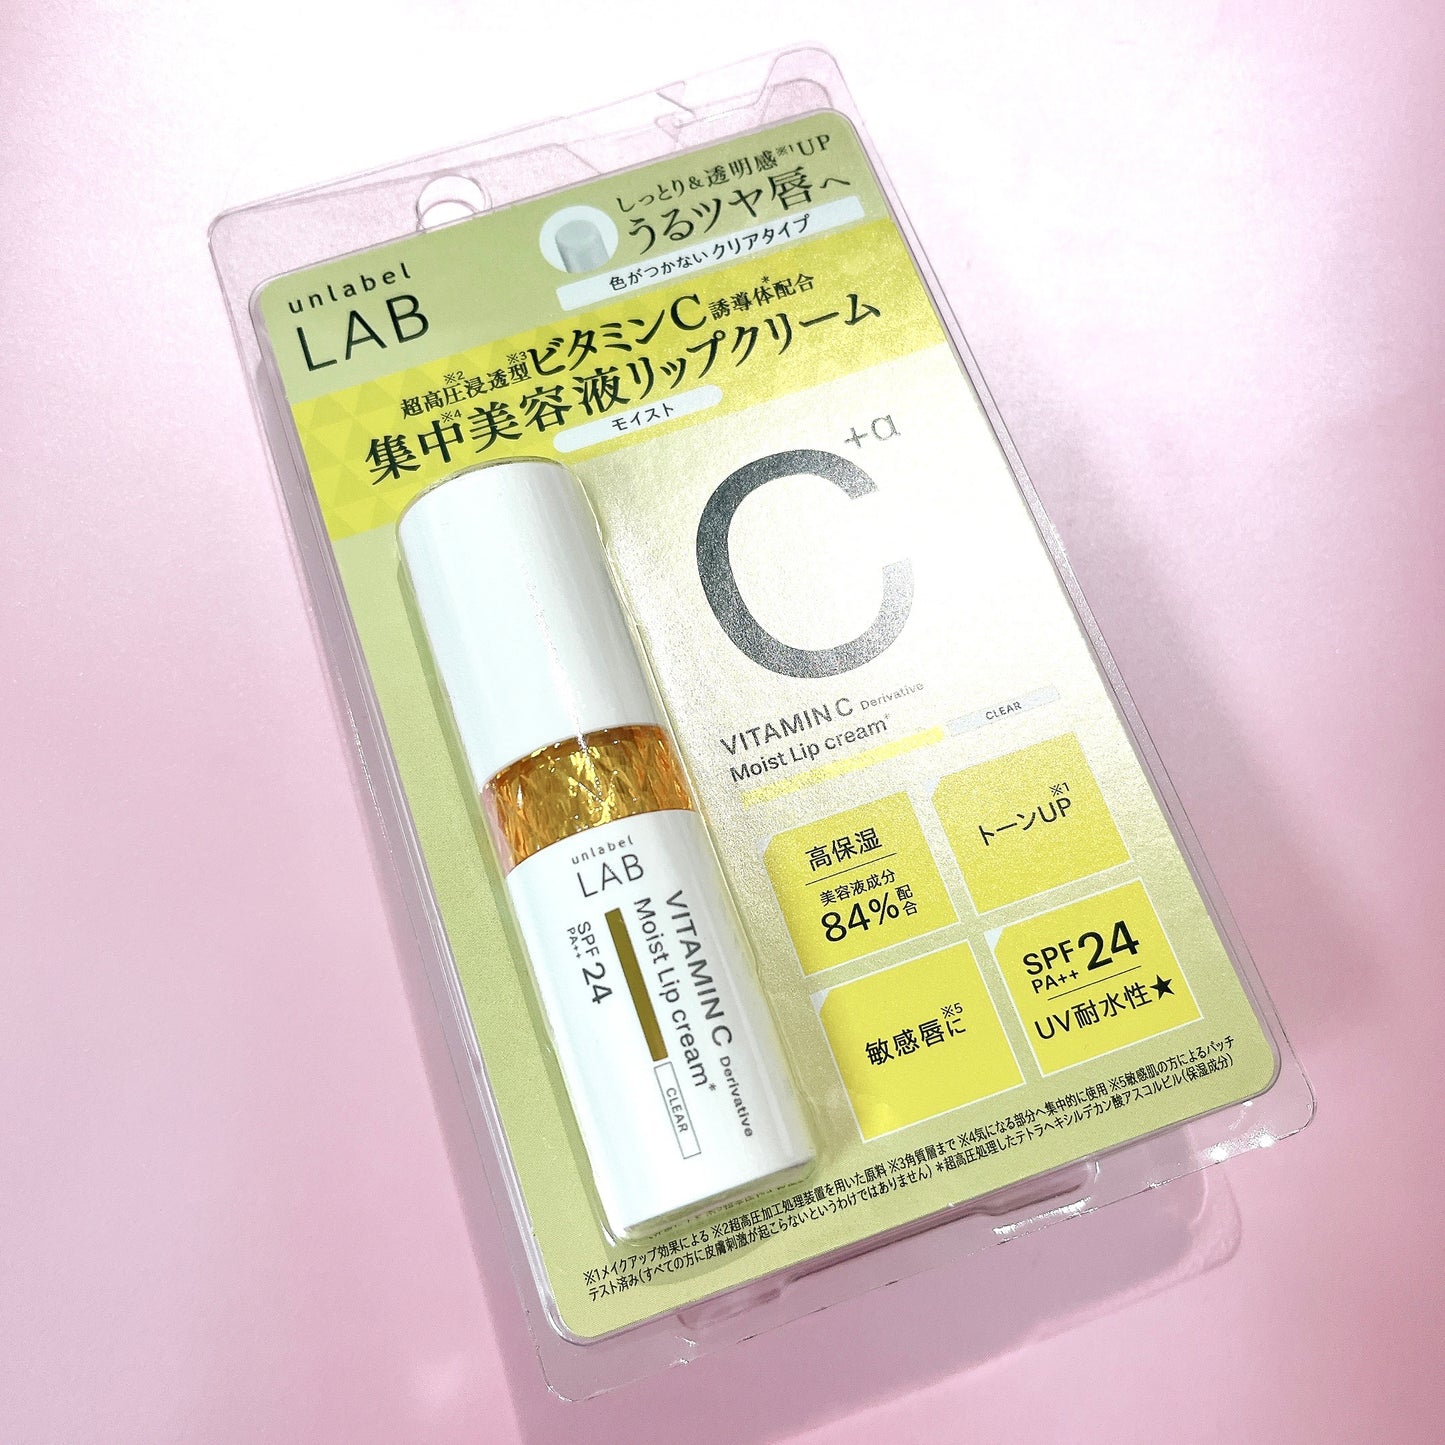 unlabel
LAB
しっとり&透明感※1UP
うるツヤ唇へ
色がつかないクリアタイプ
超高圧※2浸透型※3ビタミンC誘導体*配合
集中※4美容液リップクリーム
モイスト
C+α
VITAMIN C Derivative
Moist Lip cream*
CLEAR
高保湿
美容液成分
84%配合
トーンUP※1
敏感唇に※5
SPF24
PA++
UV耐水性★
unlabel
LAB
VITAMIN C Derivative
Moist Lip cream*
CLEAR
SPF 24
PA++
※1メイクアップ効果による ※2超高圧加工処理装置を用いた原料 ※3角質層まで ※4気になる部分へ集中的に使用 ※5敏感肌の方によるパッチ
テスト済み(すべての方に皮膚刺激が起こらないというわけではありません) *超高圧処理したテトラヘキシルデカン酸アスコルビル(保湿成分)